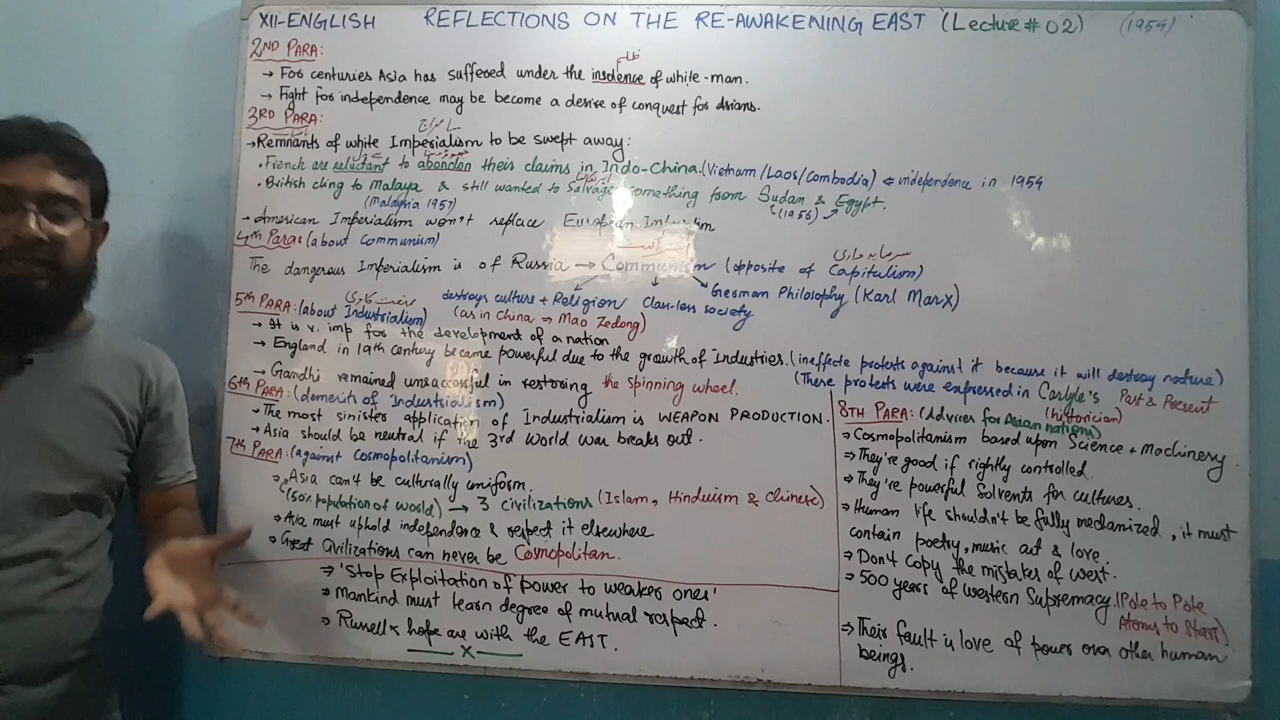 XII-ENGLISH REFLECTIONS ON THE RE-AWAKENING EAST (Lecture # 02) (1954)
2ND PARA:
ظلم
→ For centuries Asia has suffered under the insolence of white-man.
→ Fight for independence may be become a desire of conquest for Asians.
3RD PARA:
سامراج
→ Remnants of white Imperialism to be swept away:
• French are reluctant to abandon their claims in Indo-China. (Vietnam/Laos/Combodia) ← independence in 1954
• British cling to Malaya & still wanted to Salvage something from Sudan & Egypt.
(Malaysia 1957) (1956)
→ American Imperialism won't replace European
4th Para: (about Communism)
سرمایہ داری
The dangerous Imperialism is of Russia → Communism (opposite of Capitalism)
destroys culture + Religion Class-less society German Philosophy (Karl Marx)
(as in China ⇒ Mao Zedong)
صنعت کاری
5th PARA: (about Industrialism)
→ It is v. imp for the development of a nation
→ England in 19th century became powerful due to the growth of Industries. (ineffecte protests against it because it will destroy nature)
(These protests were expressed in Carlyle's Past & Present
(historician)
→ Gandhi remained unsuccessful in restoring the spinning wheel.
6th PARA: (demerits of Industrialism)
→ The most sinister application of Industrialism is WEAPON PRODUCTION.
→ Asia should be neutral if the 3rd World War breaks out.
7th PARA: (against Cosmopolitanism)
→ Asia can't be culturally uniform.
(50% population of world) → 3 civilizations (Islam, Hinduism & Chinese)
→ Asia must uphold independence & respect it elsewhere
→ Great Civilizations can never be Cosmopolitan.
⇒ 'Stop Exploitation of power to weaker ones'
⇒ Mankind must learn degree of mutual respect.
⇒ Russell's hope are with the EAST.
x
8TH PARA: (Advices for Asian nations)
⇒ Cosmopolitanism based upon Science + Machinery.
⇒ They're good if rightly controlled.
⇒ They're powerful Solvents for cultures.
⇒ Human life shouldn't be fully mechanized, it must
contain poetry, music art & love.
⇒ Don't copy the mistakes of west.
⇒ 500 years of Western Supremacy. (Pole to Pole
Atoms to Start)
⇒ Their fault is love of power over other human
beings.